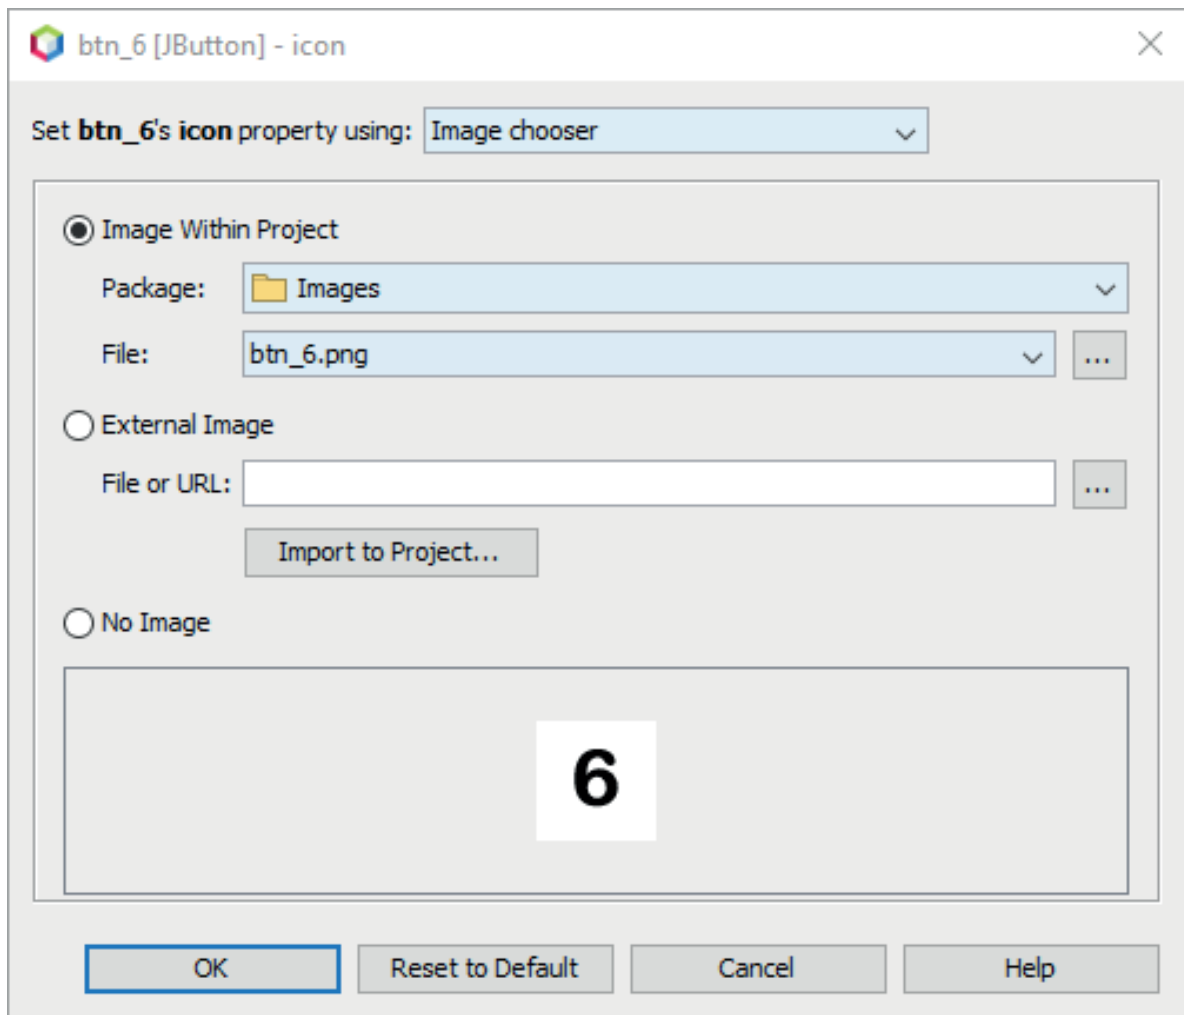 btn_6 [JButton] - icon
Set btn_6's icon property using: Image chooser
Image Within Project
Package: Images
File: btn_6.png ...
External Image
File or URL: ...
Import to Project...
No Image
6
OK Reset to Default Cancel Help